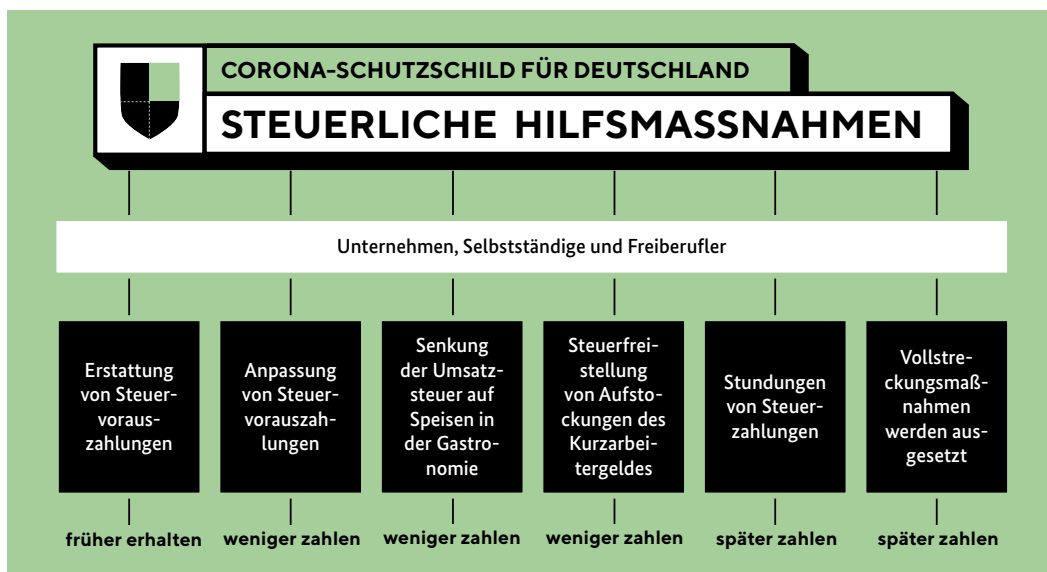 CORONA-SCHUTZSCHILD FÜR DEUTSCHLAND
STEUERLICHE HILFSMASSNAHMEN
Unternehmen, Selbstständige und Freiberufler
Erstattung
von Steuer-
voraus-
zahlungen
Anpassung
von Steuer-
vorauszah-
lungen
Senkung
der Umsatz-
steuer auf
Speisen in
der Gastro-
nomie
Steuerfrei-
stellung
von Aufsto-
ckungen des
Kurzarbei-
tergeldes
Stundungen
von Steuer-
zahlungen
Vollstre-
ckungsmaß-
nahmen
werden aus-
gesetzt
früher erhalten
weniger zahlen
weniger zahlen
weniger zahlen
später zahlen
später zahlen